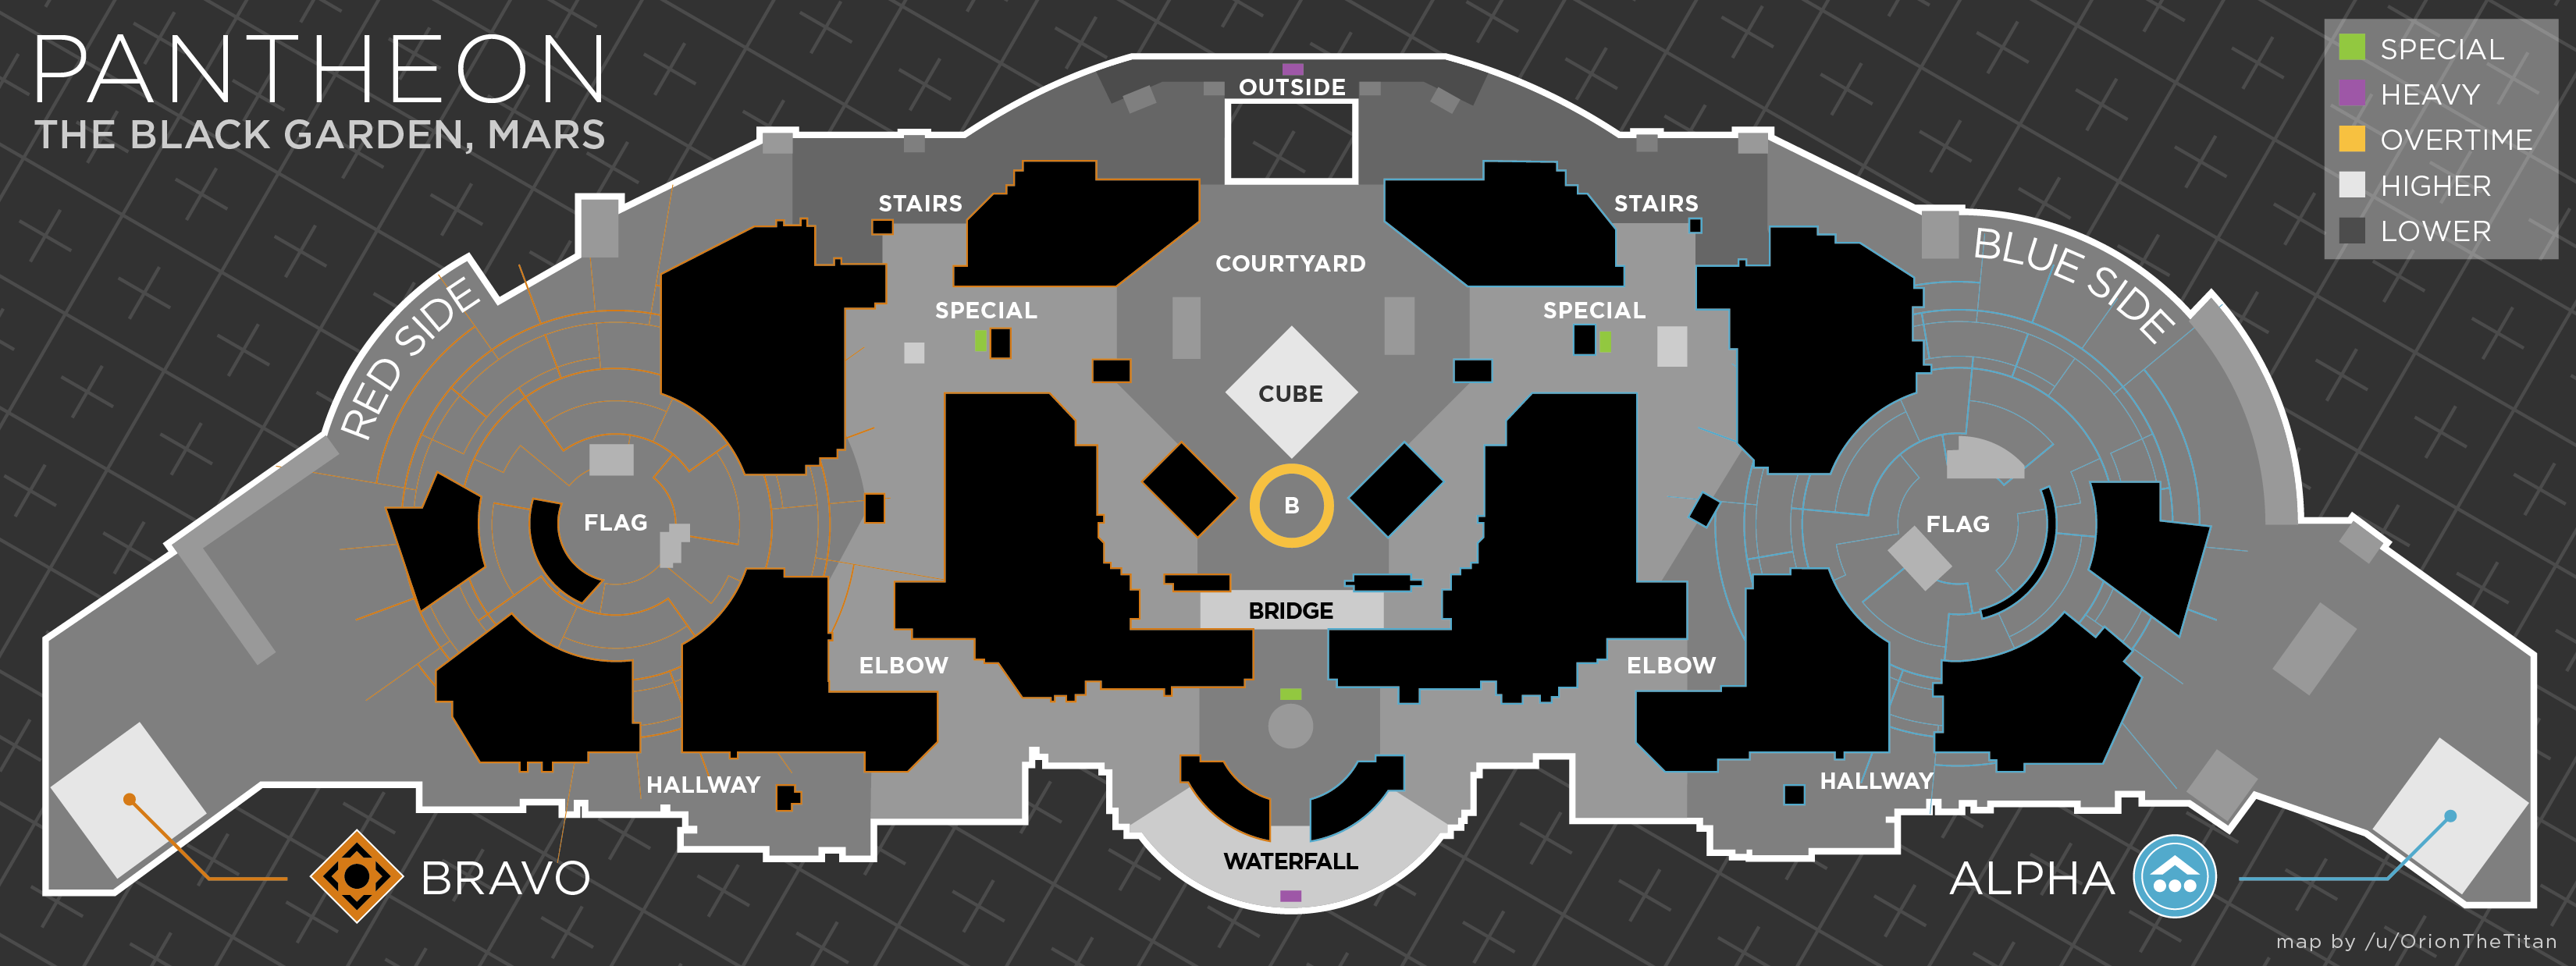 PANTHEON
THE BLACK GARDEN, MARS
SPECIAL
HEAVY
OVERTIME
HIGHER
LOWER
OUTSIDE
STAIRS
STAIRS
COURTYARD
RED SIDE
BLUE SIDE
SPECIAL
SPECIAL
CUBE
B
FLAG
FLAG
BRIDGE
ELBOW
ELBOW
HALLWAY
HALLWAY
WATERFALL
BRAVO
ALPHA
map by /u/OrionTheTitan